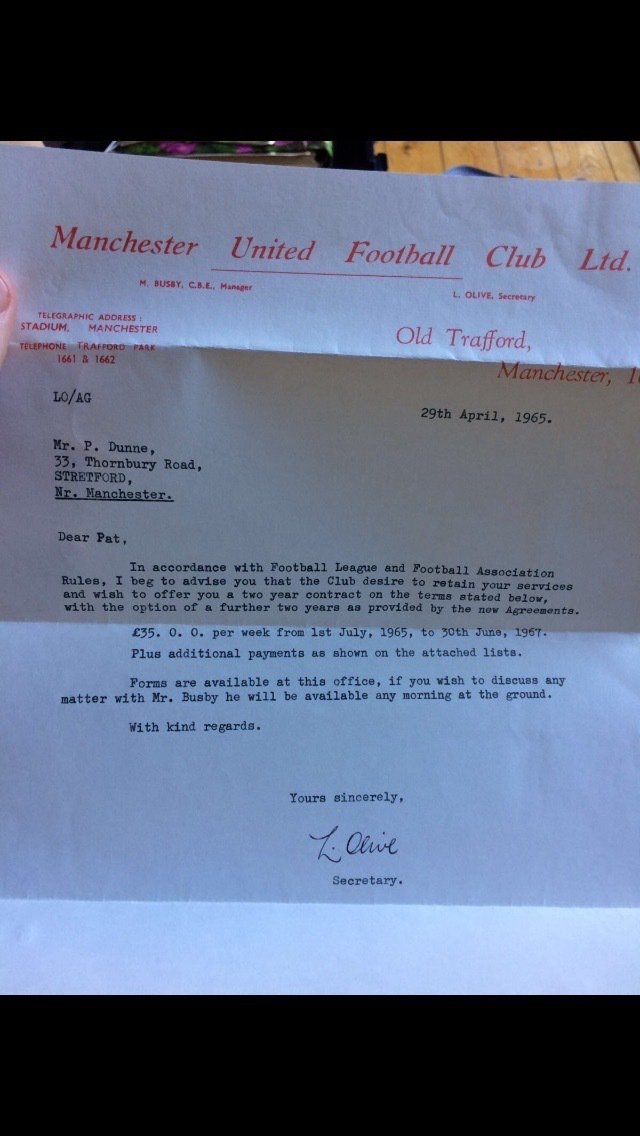 Manchester United Football Club Ltd.
M. BUSBY, C.B.E., Manager
L. OLIVE, Secretary
TELEGRAPHIC ADDRESS :
STADIUM, MANCHESTER
TELEPHONE TRAFFORD PARK
1661 & 1662
Old Trafford,
Manchester,
LO/AG
29th April, 1965.
Mr. P. Dunne,
33, Thornbury Road,
STRETFORD,
Nr. Manchester.
Dear Pat,
In accordance with Football League and Football Association
Rules, I beg to advise you that the Club desire to retain your services
and wish to offer you a two year contract on the terms stated below,
with the option of a further two years as provided by the new Agreements.
£35. 0. 0. per week from 1st July, 1965, to 30th June, 1967.
Plus additional payments as shown on the attached lists.
Forms are available at this office, if you wish to discuss any
matter with Mr. Busby he will be available any morning at the ground.
With kind regards.
Yours sincerely,
L. Olive
Secretary.